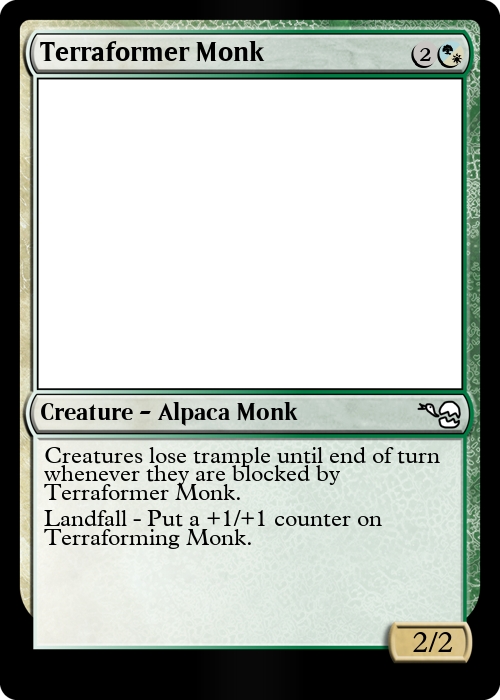 Terraformer Monk 2
Creature – Alpaca Monk
Creatures lose trample until end of turn
whenever they are blocked by
Terraformer Monk.
Landfall - Put a +1/+1 counter on
Terraforming Monk.
2/2